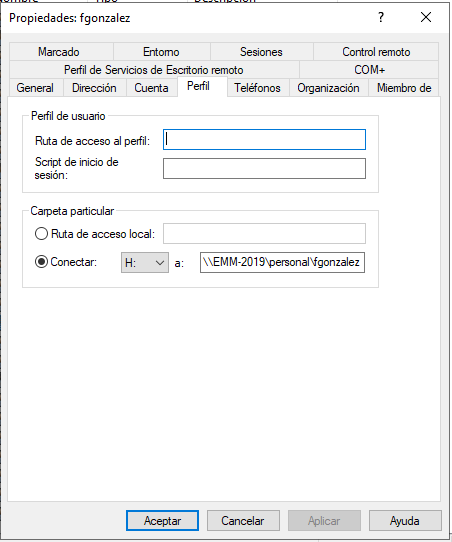 Propiedades: fgonzalez
?
Marcado Entorno Sesiones Control remoto
Perfil de Servicios de Escritorio remoto COM+
General Dirección Cuenta Perfil Teléfonos Organización Miembro de
Perfil de usuario
Ruta de acceso al perfil:
Script de inicio de
sesión:
Carpeta particular
Ruta de acceso local:
Conectar: H: a: \\EMM-2019\personal\fgonzalez
Aceptar Cancelar Aplicar Ayuda